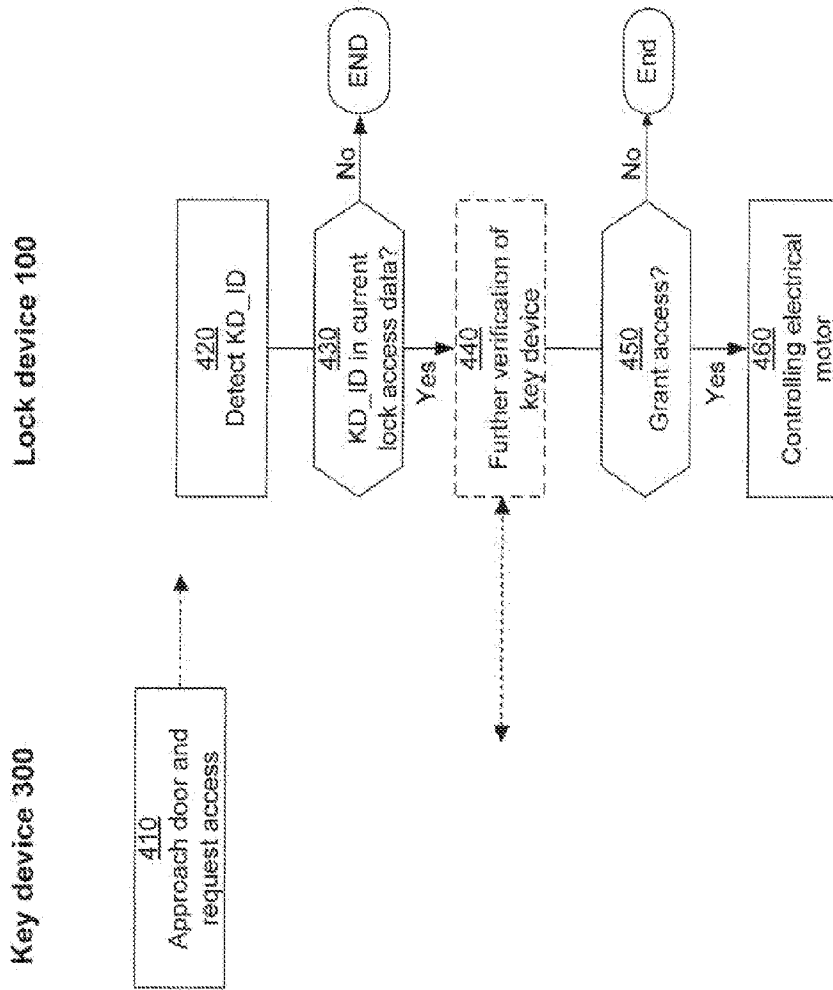 Key device 300
Lock device 100
410
Approach door and
request access
420
Detect KD_ID
430
KD_ID in current
lock access data?
No
END
Yes
440
Further verification of
key device
450
Grant access?
No
End
Yes
460
Controlling electrical
motor